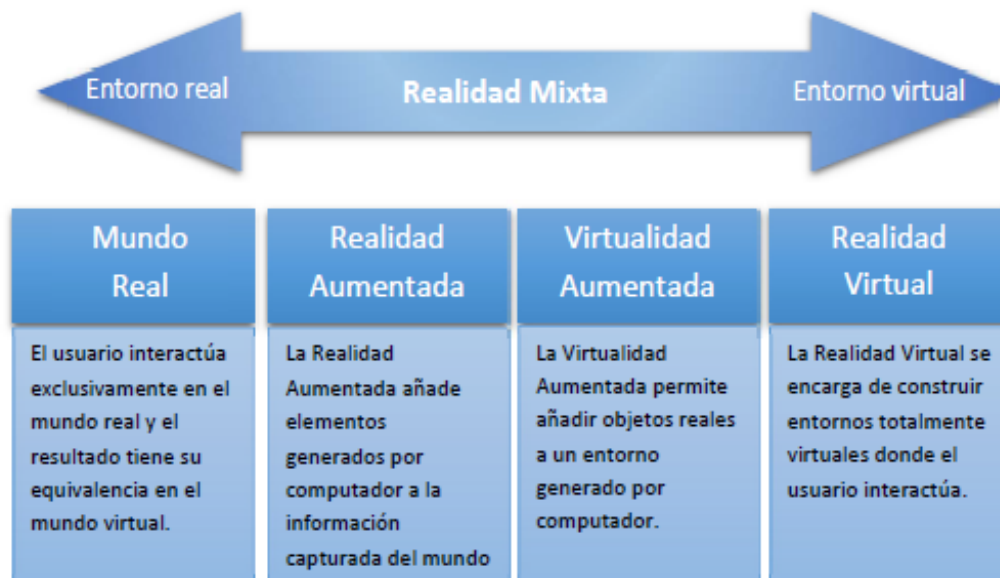 Entorno real
Realidad Mixta
Entorno virtual
Mundo
Real
El usuario interactúa
exclusivamente en el
mundo real y el
resultado tiene su
equivalencia en el
mundo virtual.
Realidad
Aumentada
La Realidad
Aumentada añade
elementos
generados por
computador a la
información
capturada del mundo
Virtualidad
Aumentada
La Virtualidad
Aumentada permite
añadir objetos reales
a un entorno
generado por
computador.
Realidad
Virtual
La Realidad Virtual se
encarga de construir
entornos totalmente
virtuales donde el
usuario interactúa.